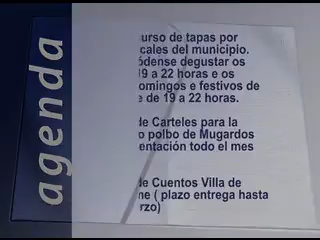 agenda
urso de tapas por
cales del municipio.
ódense degustar os
19 a 22 horas e os
omingos e festivos de
e de 19 a 22 horas.
de Carteles para la
o polbo de Mugardos
entación todo el mes
de Cuentos Villa de
ne ( plazo entrega hasta
rzo)